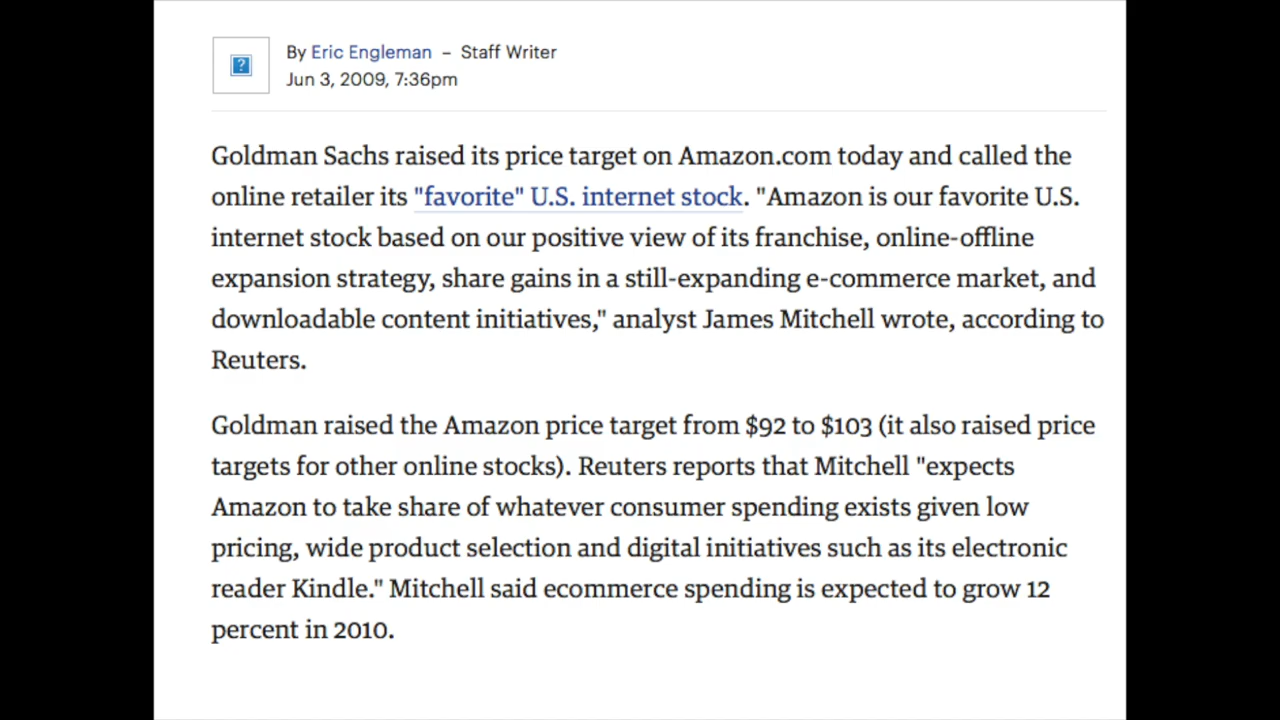 By Eric Engleman – Staff Writer
Jun 3, 2009, 7:36pm
Goldman Sachs raised its price target on Amazon.com today and called the
online retailer its "favorite" U.S. internet stock. "Amazon is our favorite U.S.
internet stock based on our positive view of its franchise, online-offline
expansion strategy, share gains in a still-expanding e-commerce market, and
downloadable content initiatives," analyst James Mitchell wrote, according to
Reuters.
Goldman raised the Amazon price target from $92 to $103 (it also raised price
targets for other online stocks). Reuters reports that Mitchell "expects
Amazon to take share of whatever consumer spending exists given low
pricing, wide product selection and digital initiatives such as its electronic
reader Kindle." Mitchell said ecommerce spending is expected to grow 12
percent in 2010.